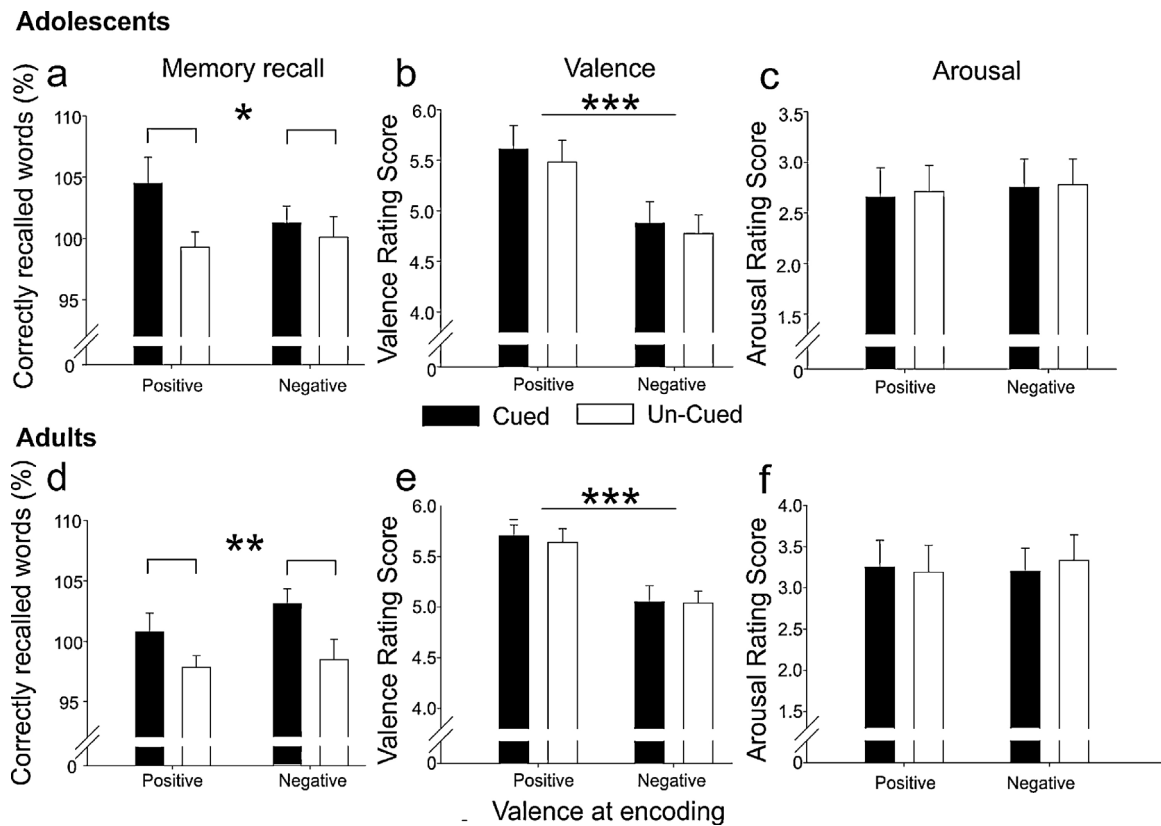 Adolescents
a Memory recall b Valence c Arousal
Correctly recalled words (%)
110
105
100
95
0
*
Positive Negative
Valence Rating Score
6.0
5.5
5.0
4.5
4.0
0
***
Positive Negative
Arousal Rating Score
3.5
3.0
2.5
2.0
1.5
0
Positive Negative
Cued Un-Cued
Adults
d e f
Correctly recalled words (%)
110
105
100
95
0
**
Positive Negative
Valence Rating Score
6.0
5.5
5.0
4.5
4.0
0
***
Positive Negative
Arousal Rating Score
4.0
3.5
3.0
2.5
2.0
1.5
0
Positive Negative
Valence at encoding